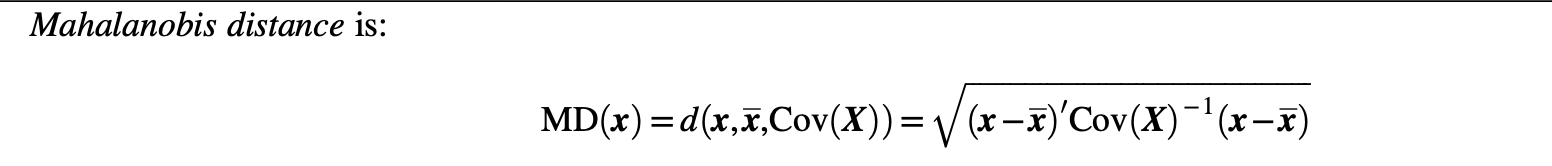 Mahalanobis distance is:
MD(x) = d(x,x̅,Cov(X)) = √(x−x̅)′Cov(X)⁻¹(x−x̅)